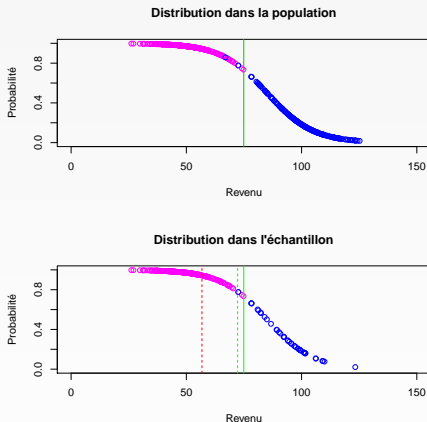 Distribution dans la population
Probabilité
0.0 0.4 0.8
0 50 100 150
Revenu
Distribution dans l'échantillon
Probabilité
0.0 0.4 0.8
0 50 100 150
Revenu